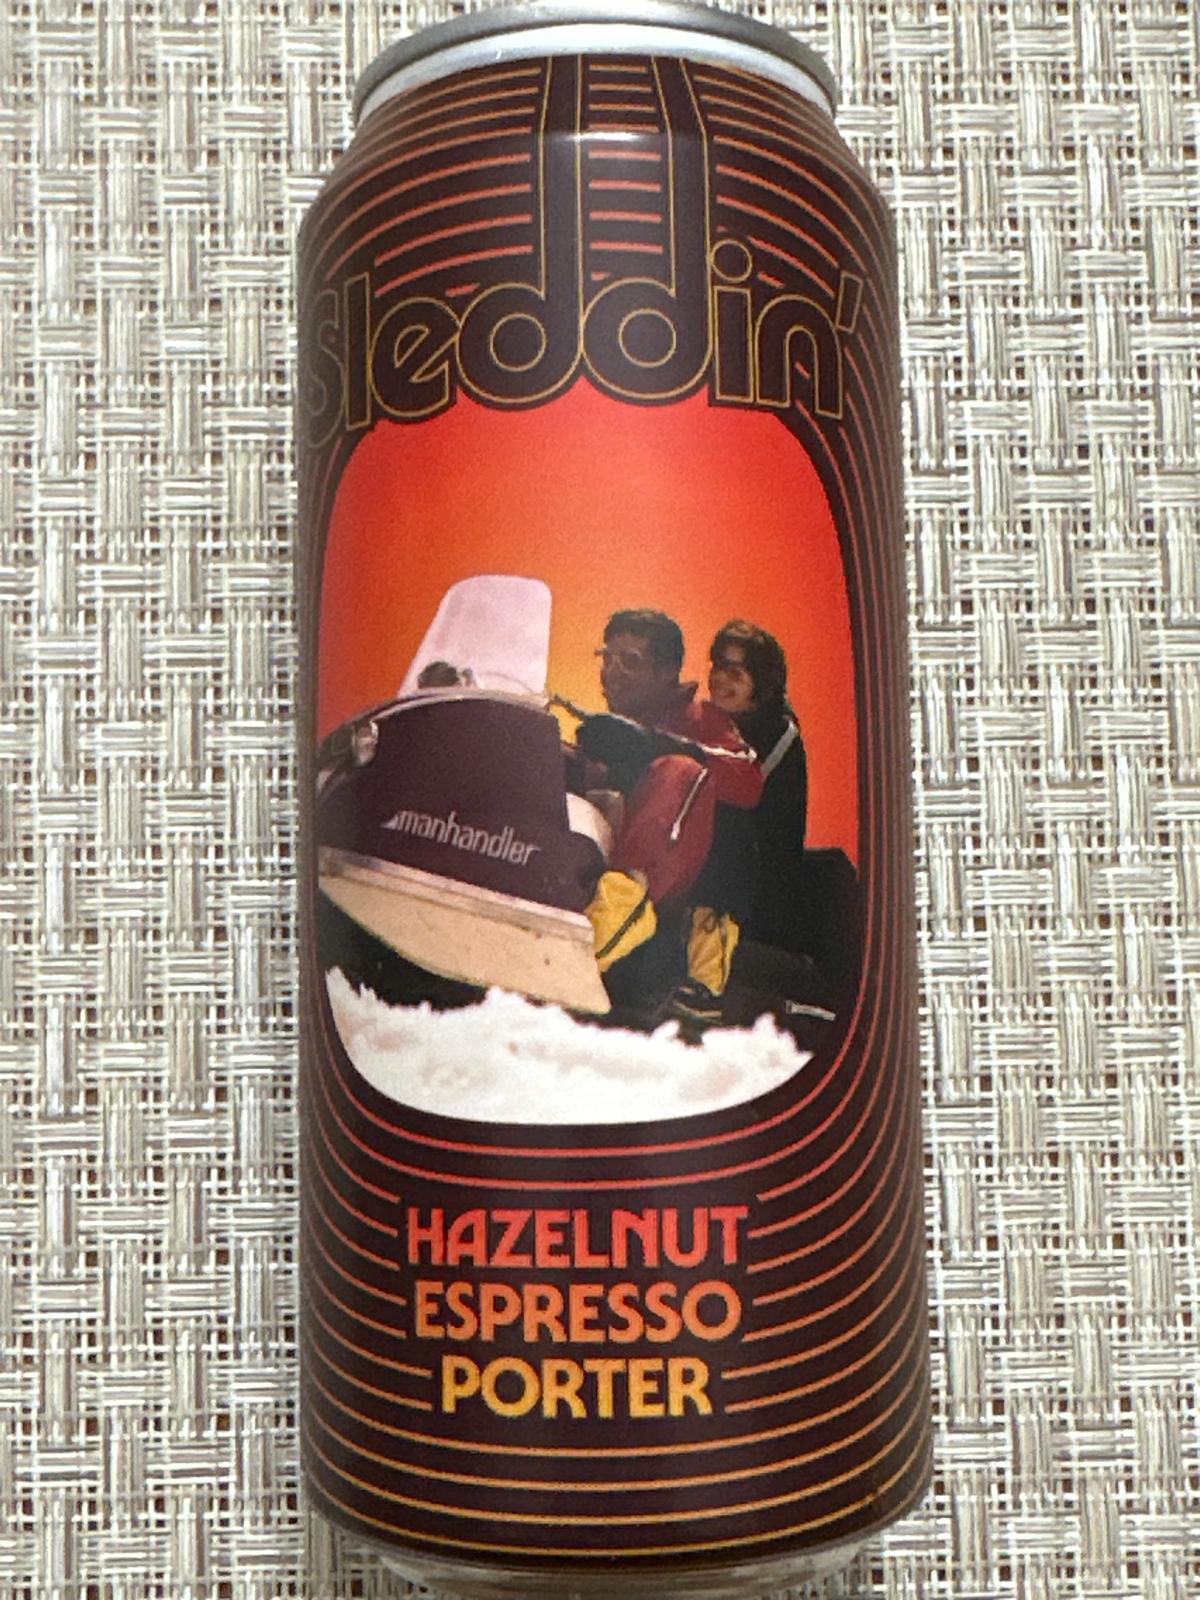 Sleddin'
manhandler
HAZELNUT
ESPRESSO
PORTER